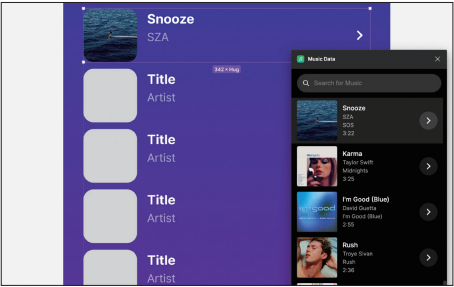 Snooze
SZA
342 × Hug
Title
Artist
Title
Artist
Title
Artist
Title
Artist
Music Data
Search for Music
Snooze
SZA
SOS
3:22
Karma
Taylor Swift
Midnights
3:25
I'm Good (Blue)
David Guetta
I'm Good (Blue)
2:55
Rush
Troye Sivan
Rush
2:36